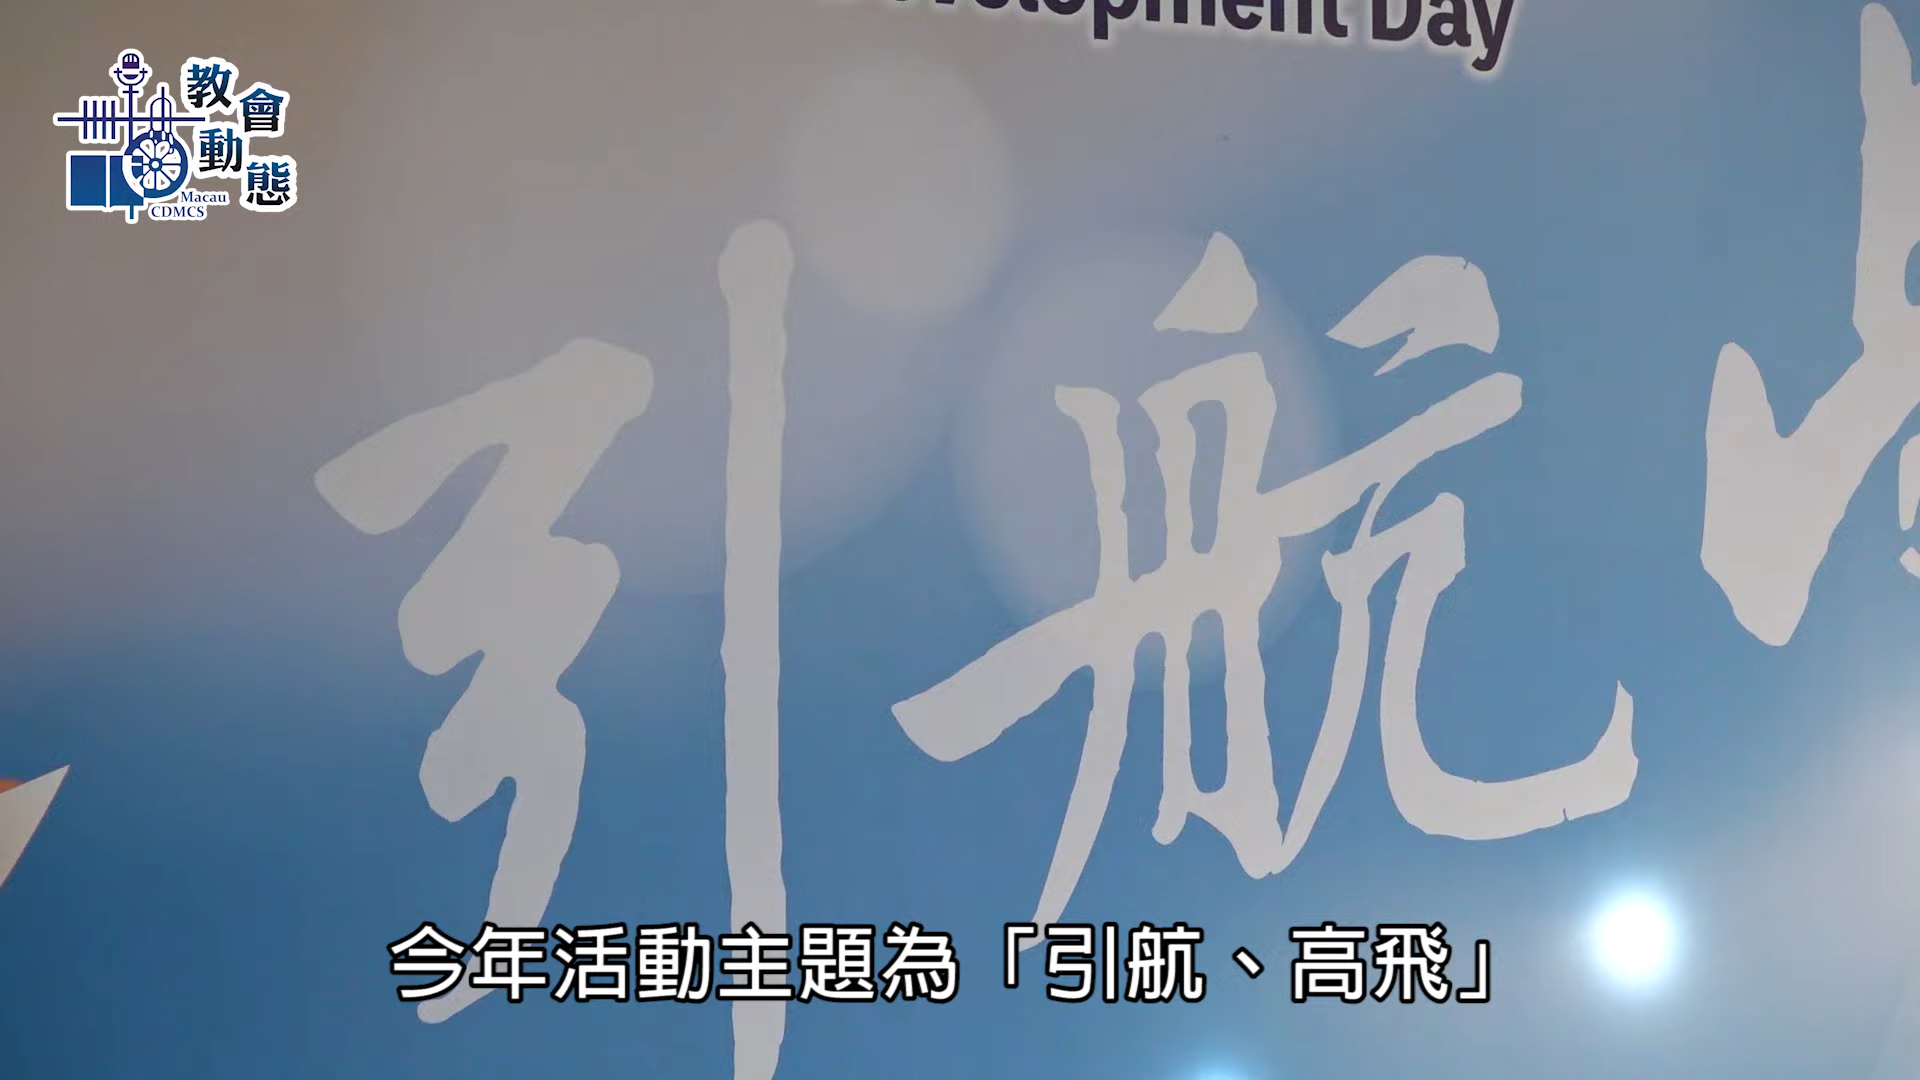 Development Day
教會動態
Macau
CDMCS
引航
今年活動主題為「引航、高飛」